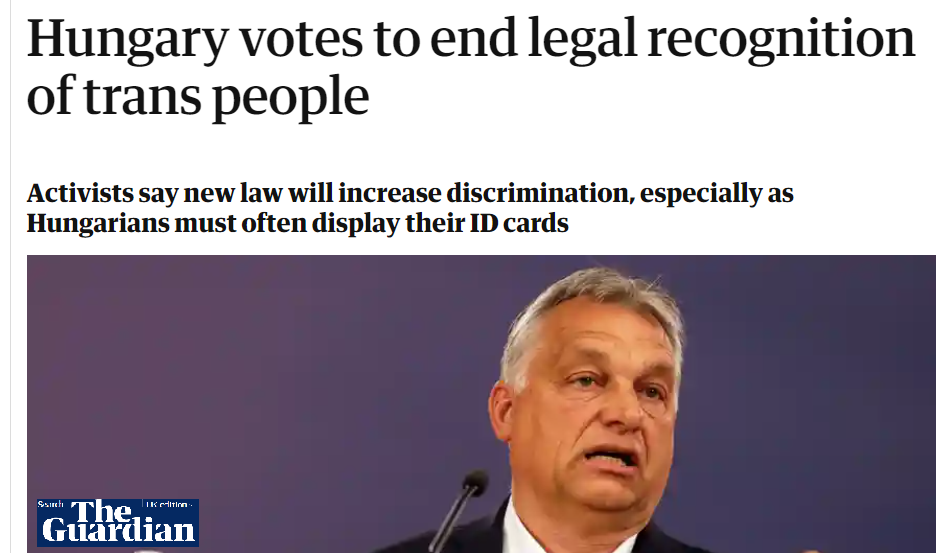 Hungary votes to end legal recognition
of trans people
Activists say new law will increase discrimination, especially as
Hungarians must often display their ID cards
Search
UK edition
The
Guardian